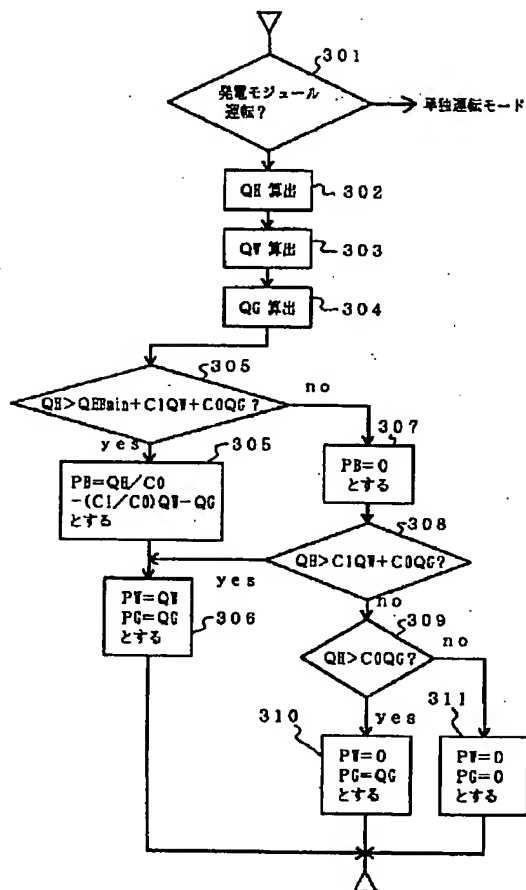 301
発電モジュール
運転?
単独運転モード
QH 算出
302
QW 算出
303
QG 算出
304
305
QH>QHBmin+C1QW+C0QG?
no
yes
305
307
PB=QH/C0
-(C1/C0)QW-QG
とする
PB=0
とする
308
QH>C1QW+C0QG?
yes
no
PW=QW
PG=QG
とする
306
309
QH>C0QG?
no
yes
310
311
PW=0
PG=QG
とする
PW=0
PG=0
とする